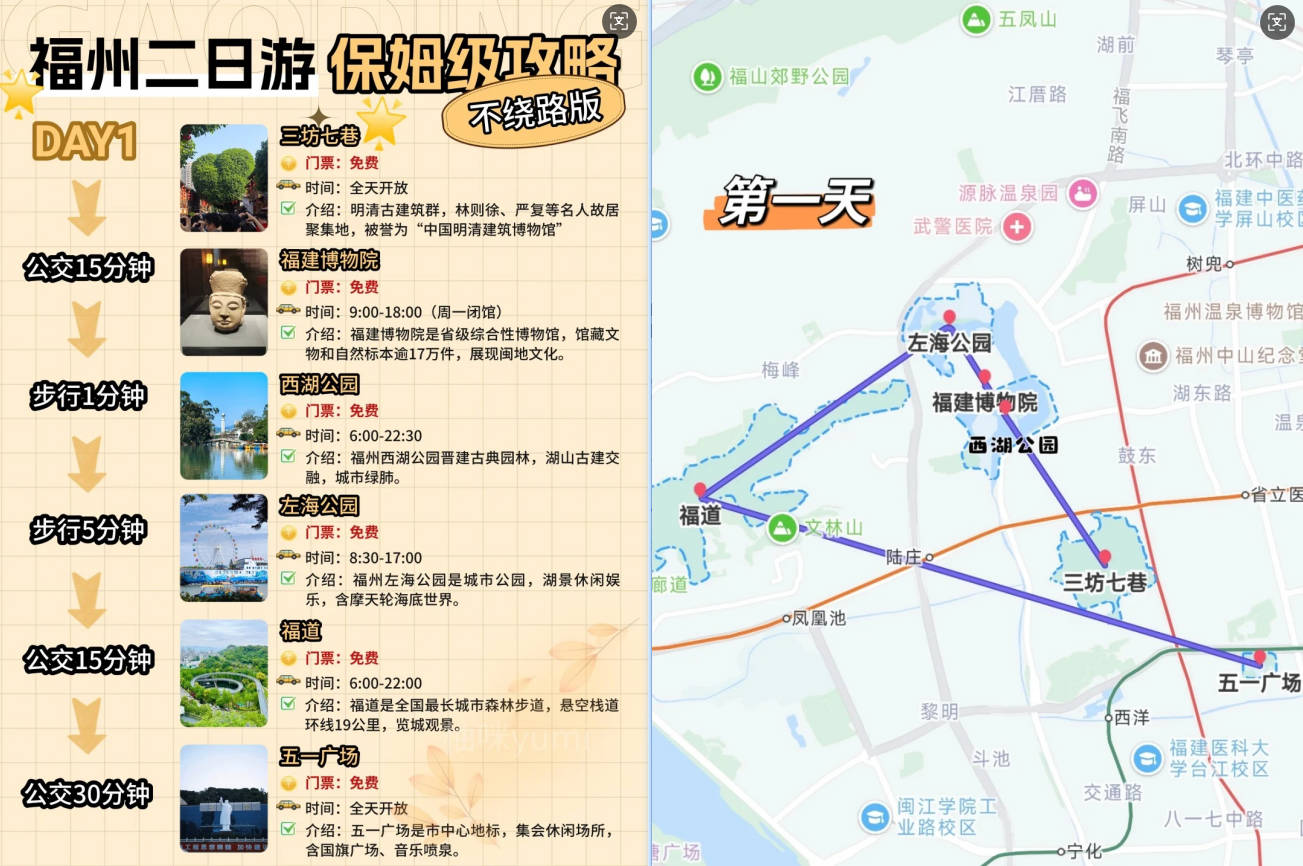 GAODING
福州二日游 保姆级攻略
不绕路版
DAY1
三坊七巷
门票：免费
时间：全天开放
介绍：明清古建筑群，林则徐、严复等名人故居
聚集地，被誉为“中国明清建筑博物馆”
公交15分钟
福建博物院
门票：免费
时间：9:00-18:00（周一闭馆）
介绍：福建博物院是省级综合性博物馆，馆藏文
物和自然标本逾17万件，展现闽地文化。
步行1分钟
西湖公园
门票：免费
时间：6:00-22:30
介绍：福州西湖公园晋建古典园林，湖山古建交
融，城市绿肺。
步行5分钟
左海公园
门票：免费
时间：8:30-17:00
介绍：福州左海公园是城市公园，湖景休闲娱
乐，含摩天轮海底世界。
公交15分钟
福道
门票：免费
时间：6:00-22:00
介绍：福道是全国最长城市森林步道，悬空栈道
环线19公里，览城观景。
公交30分钟
五一广场
门票：免费
时间：全天开放
介绍：五一广场是市中心地标，集会休闲场所，
含国旗广场、音乐喷泉。
第一天
五凤山
湖前
琴亭
福山郊野公园
江厝路
福飞南路
北环中路
源脉温泉园
屏山
福建中医药
学屏山校区
武警医院
树兜
福州温泉博物馆
左海公园
梅峰
福州中山纪念堂
湖东路
福建博物院
温泉
西湖公园
鼓东
省立医
福道
文林山
陆庄
廊道
三坊七巷
凤凰池
五一广场
黎明
西洋
斗池
福建医科大
学台江校区
交通路
闽江学院工
业路校区
八一七中路
宁化
塘广场